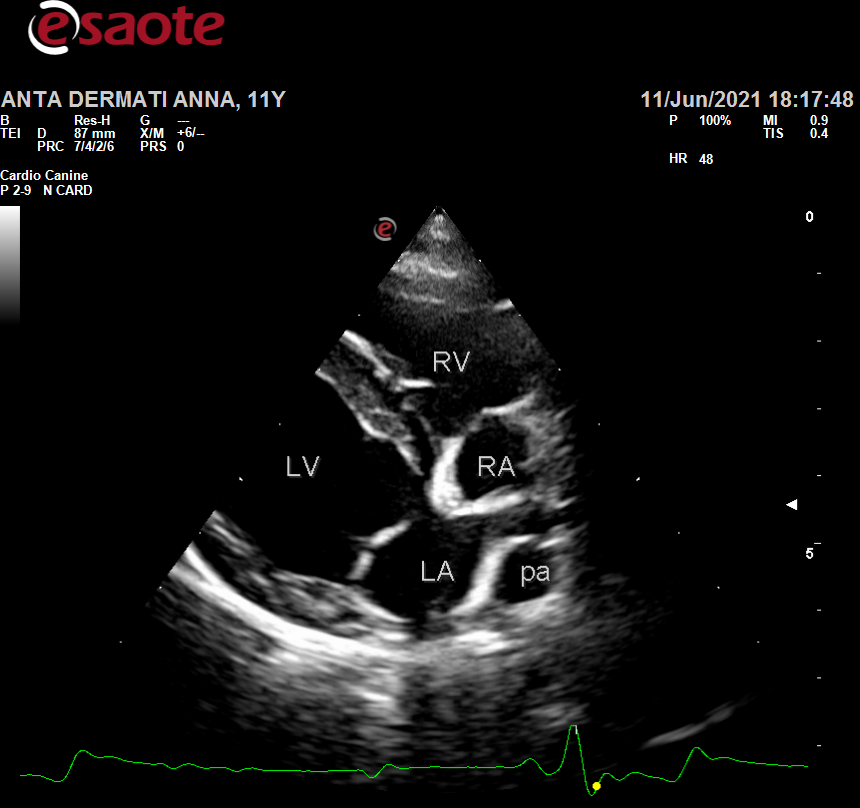 esaote
ANTA DERMATI ANNA, 11Y 11/Jun/2021 18:17:48
B Res-H G --- P 100% MI 0.9
TEI D 87 mm X/M +6/-- TIS 0.4
PRC 7/4/2/6 PRS 0
HR 48
Cardio Canine
P 2-9 N CARD
0
e
RV
LV
RA
5
LA
pa